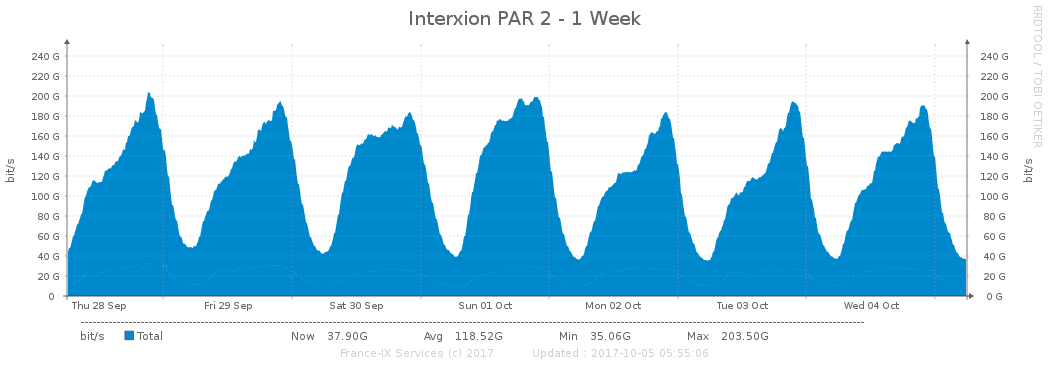 Interxion PAR 2 - 1 Week
RRDTOOL / TOBI OETIKER
bit/s
240 G 240 G
220 G 220 G
200 G 200 G
180 G 180 G
160 G 160 G
140 G 140 G
120 G 120 G
100 G 100 G
80 G 80 G
60 G 60 G
40 G 40 G
20 G 20 G
0 0 G
bit/s
Thu 28 Sep Fri 29 Sep Sat 30 Sep Sun 01 Oct Mon 02 Oct Tue 03 Oct Wed 04 Oct
bit/s Total Now 37.90G Avg 118.52G Min 35.06G Max 203.50G
France-IX Services (c) 2017 Updated : 2017-10-05 05:55:06